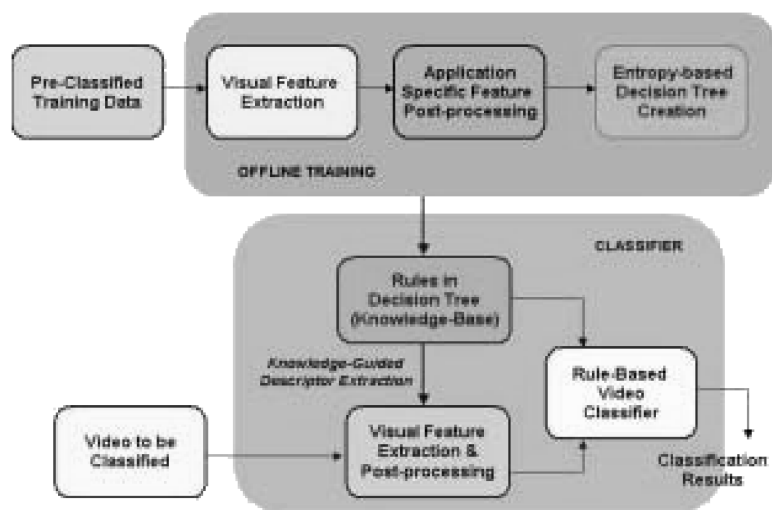 Pre-Classified
Training Data
Visual Feature
Extraction
Application
Specific Feature
Post-processing
Entropy-based
Decision Tree
Creation
OFFLINE TRAINING
CLASSIFIER
Rules in
Decision Tree
(Knowledge-Base)
Knowledge-Guided
Descriptor Extraction
Rule-Based
Video
Classifier
Video to be
Classified
Visual Feature
Extraction &
Post-processing
Classification
Results